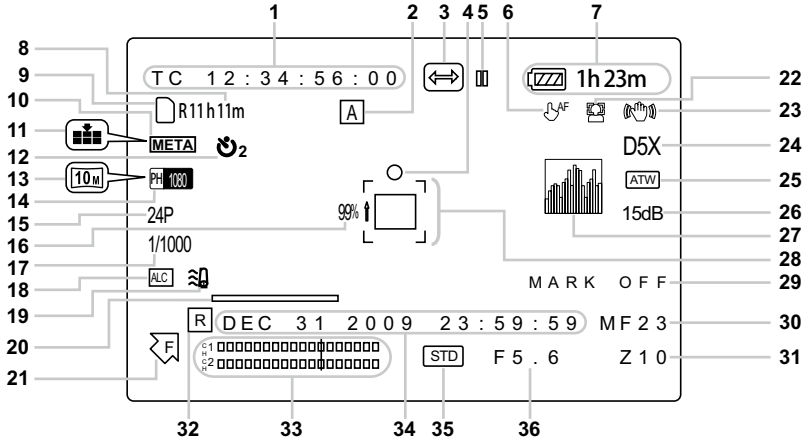 1 2 3 4 5 6 7
8
9
10
11
12
13
14
15
16
17
18
19
20
21
22
23
24
25
26
27
28
29
30
31
TC 12:34:56:00
1h23m
R11h11m
A
AF
META
2
D5X
10M
PH 1080
ATW
24P
99%
15dB
1/1000
ALC
MARK OFF
R
DEC 31 2009 23:59:59
MF23
F
CH1
CH2
STD
F5.6
Z10
32 33 34 35 36